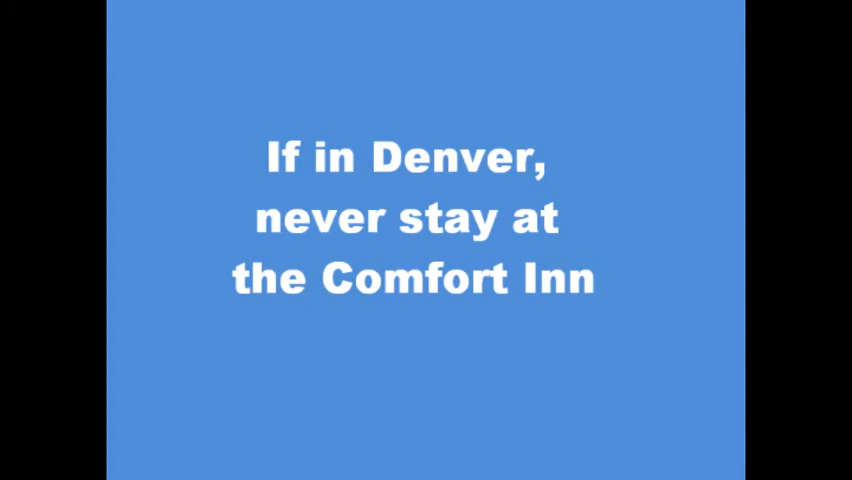 If in Denver,
never stay at
the Comfort Inn